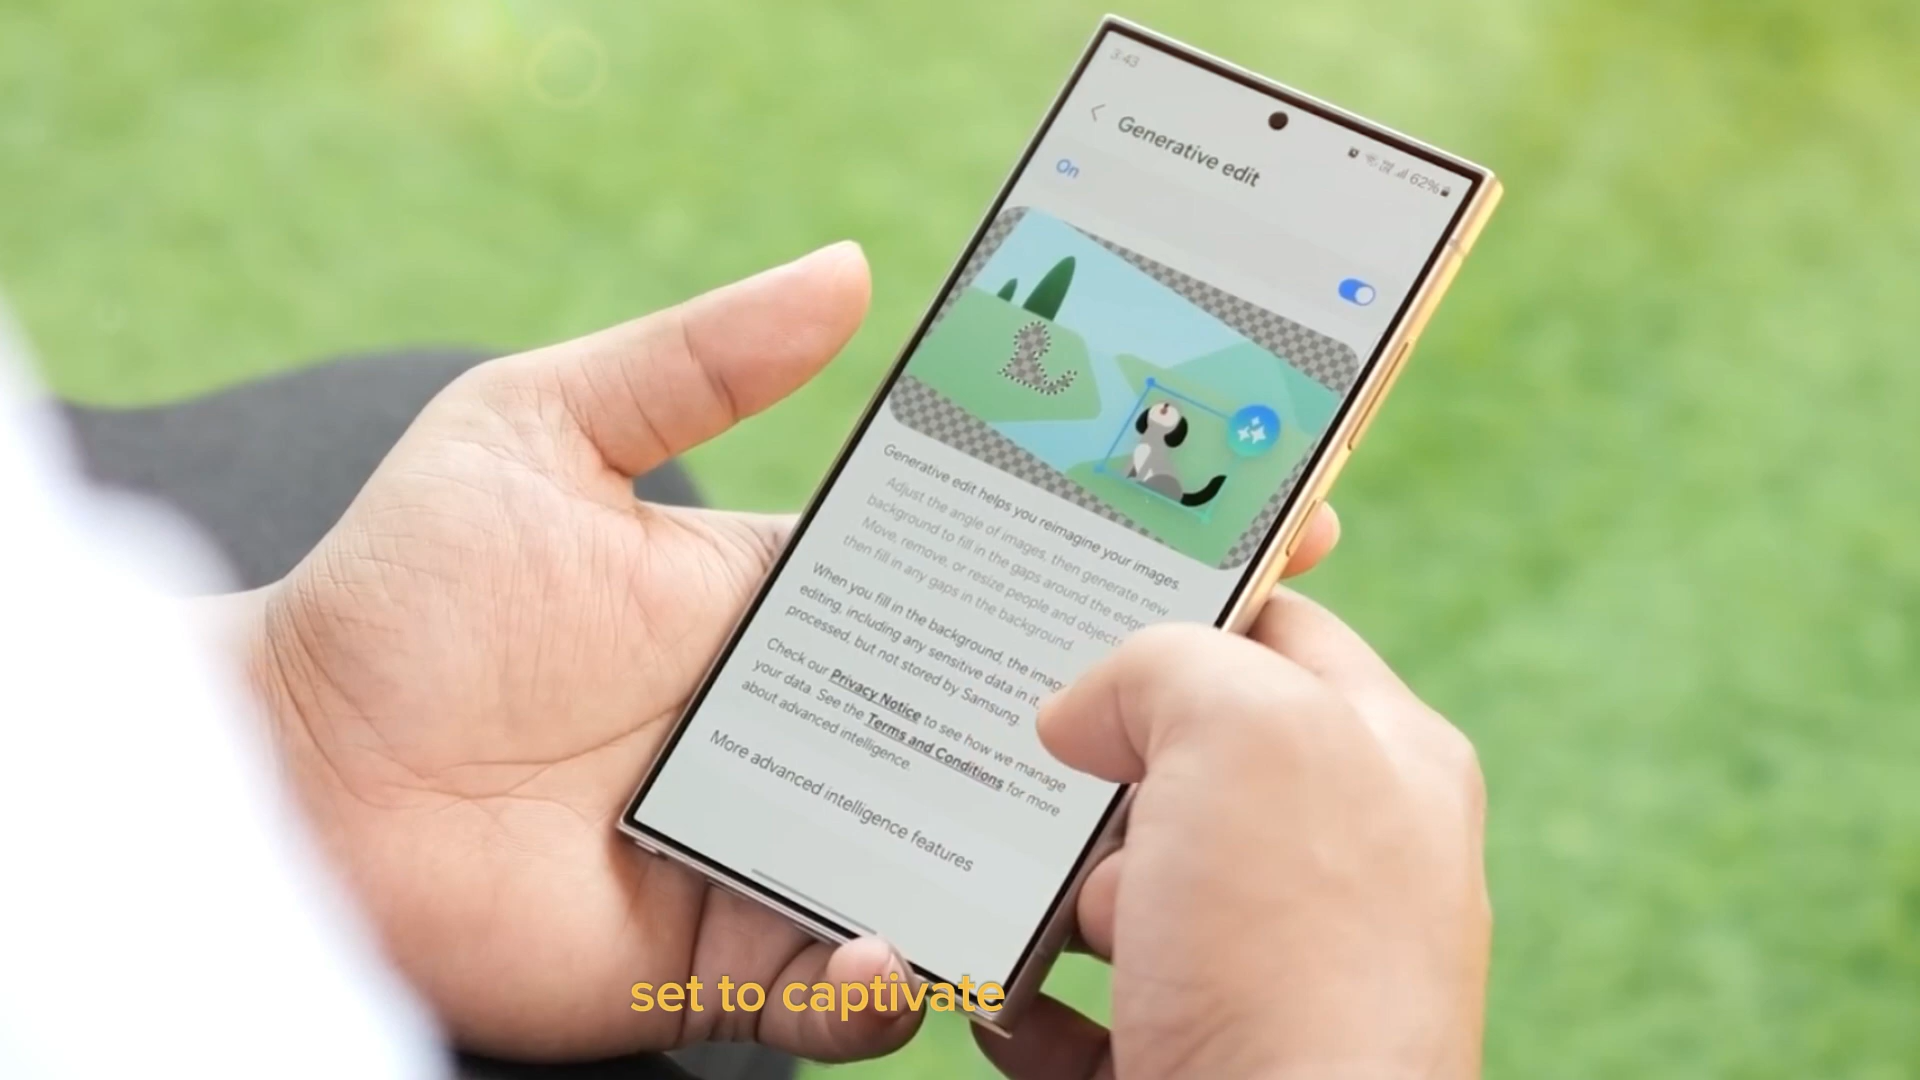 3:43
62%
Generative edit
On
Generative edit helps you reimagine your images.
Adjust the angle of images, then generate new
background to fill in the gaps around the edge
Move, remove, or resize people and objects
then fill in any gaps in the background.
When you fill in the background, the
editing, including any sensitive data in it,
processed, but not stored by Samsung.
Check our Privacy Notice to see how we manage
your data. See the Terms and Conditions for more
about advanced intelligence.
More advanced intelligence features
set to captivate